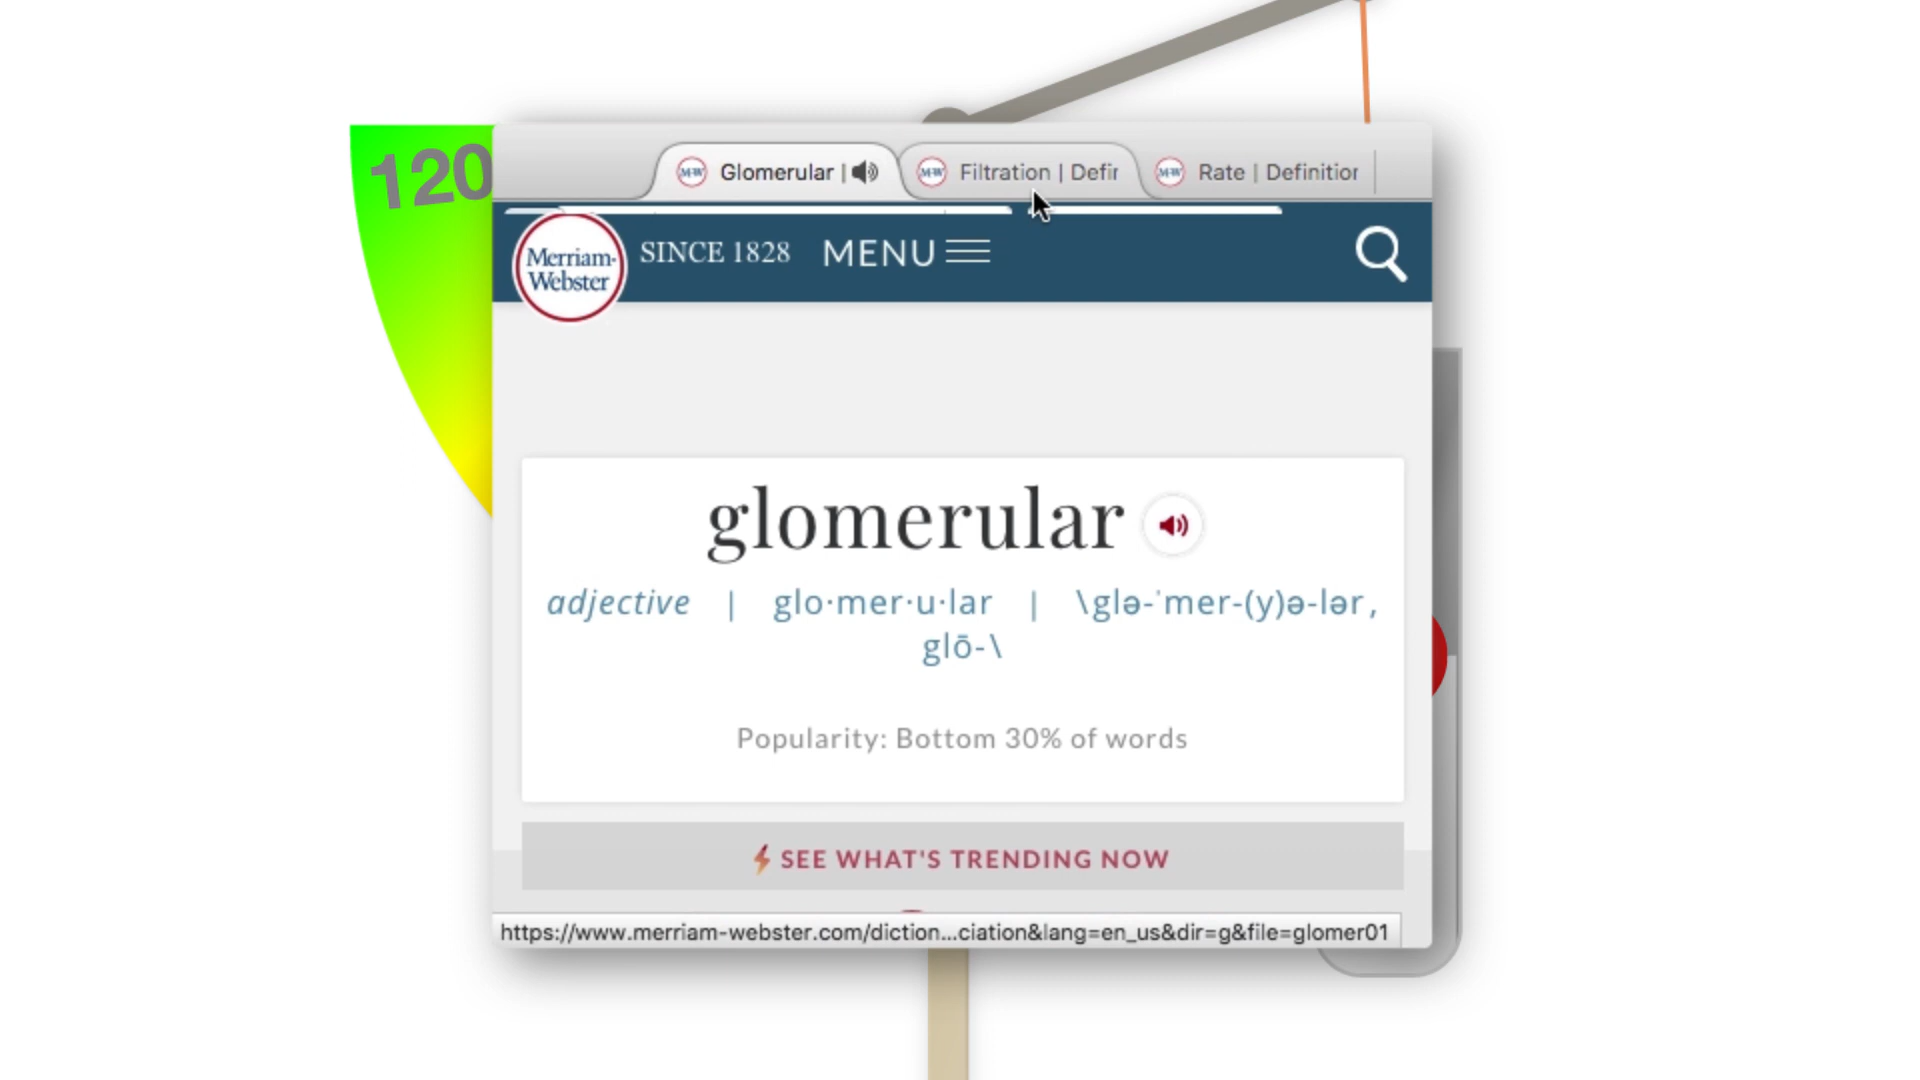 120
Glomerular |
Filtration | Defir
Rate | Definitior
Merriam-
Webster
SINCE 1828
MENU
glomerular
adjective | glo·mer·u·lar | \glə-ˈmer-(y)ə-lər,
glō-\
Popularity: Bottom 30% of words
SEE WHAT'S TRENDING NOW
https://www.merriam-webster.com/diction...ciation&lang=en_us&dir=g&file=glomer01